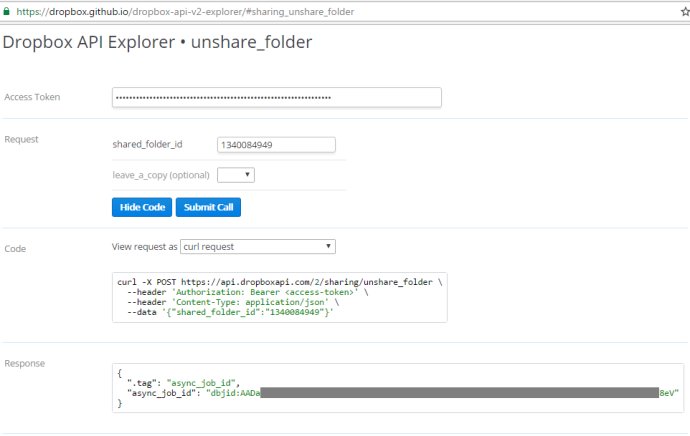 https://dropbox.github.io/dropbox-api-v2-explorer/#sharing_unshare_folder
Dropbox API Explorer • unshare_folder
Access Token
Request
shared_folder_id 1340084949
leave_a_copy (optional)
Hide Code Submit Call
Code
View request as curl request
curl -X POST https://api.dropboxapi.com/2/sharing/unshare_folder \
--header 'Authorization: Bearer <access-token>' \
--header 'Content-Type: application/json' \
--data '{"shared_folder_id":"1340084949"}'
Response
{
".tag": "async_job_id",
"async_job_id": "dbjid:AADa 8eV"
}